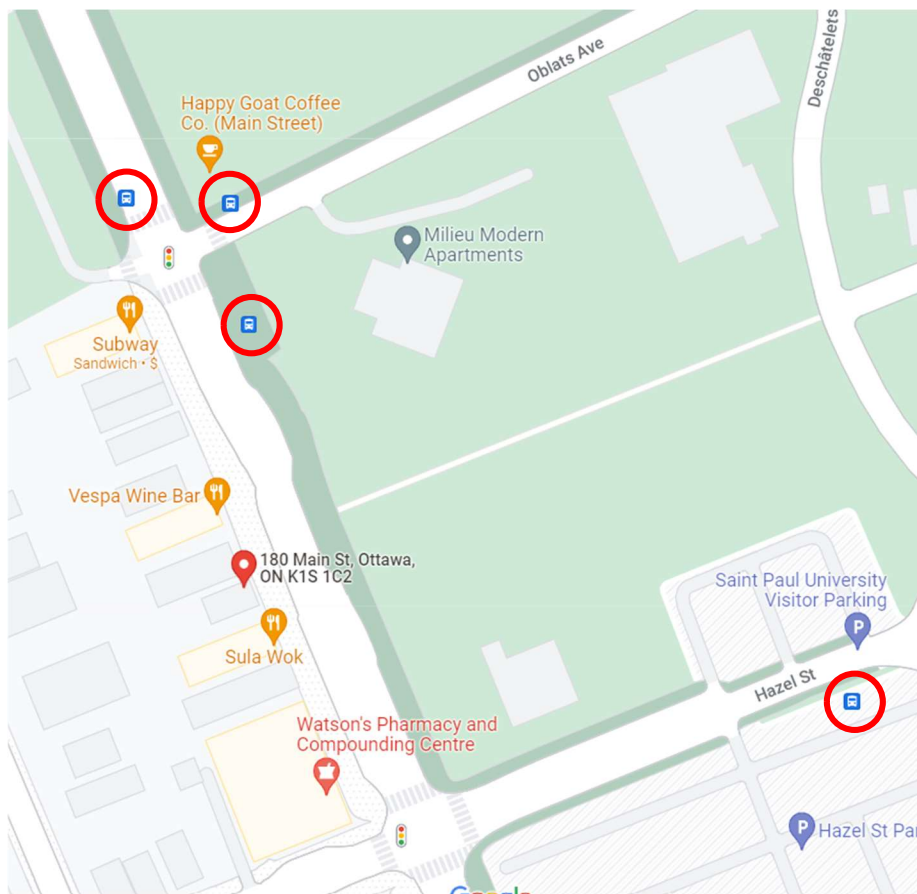 Oblats Ave
Deschâtelets
Happy Goat Coffee
Co. (Main Street)
Milieu Modern
Apartments
Subway
Sandwich · $
Vespa Wine Bar
180 Main St, Ottawa,
ON K1S 1C2
Saint Paul University
Visitor Parking
P
Sula Wok
Hazel St
Watson's Pharmacy and
Compounding Centre
P
Hazel St Par
Google